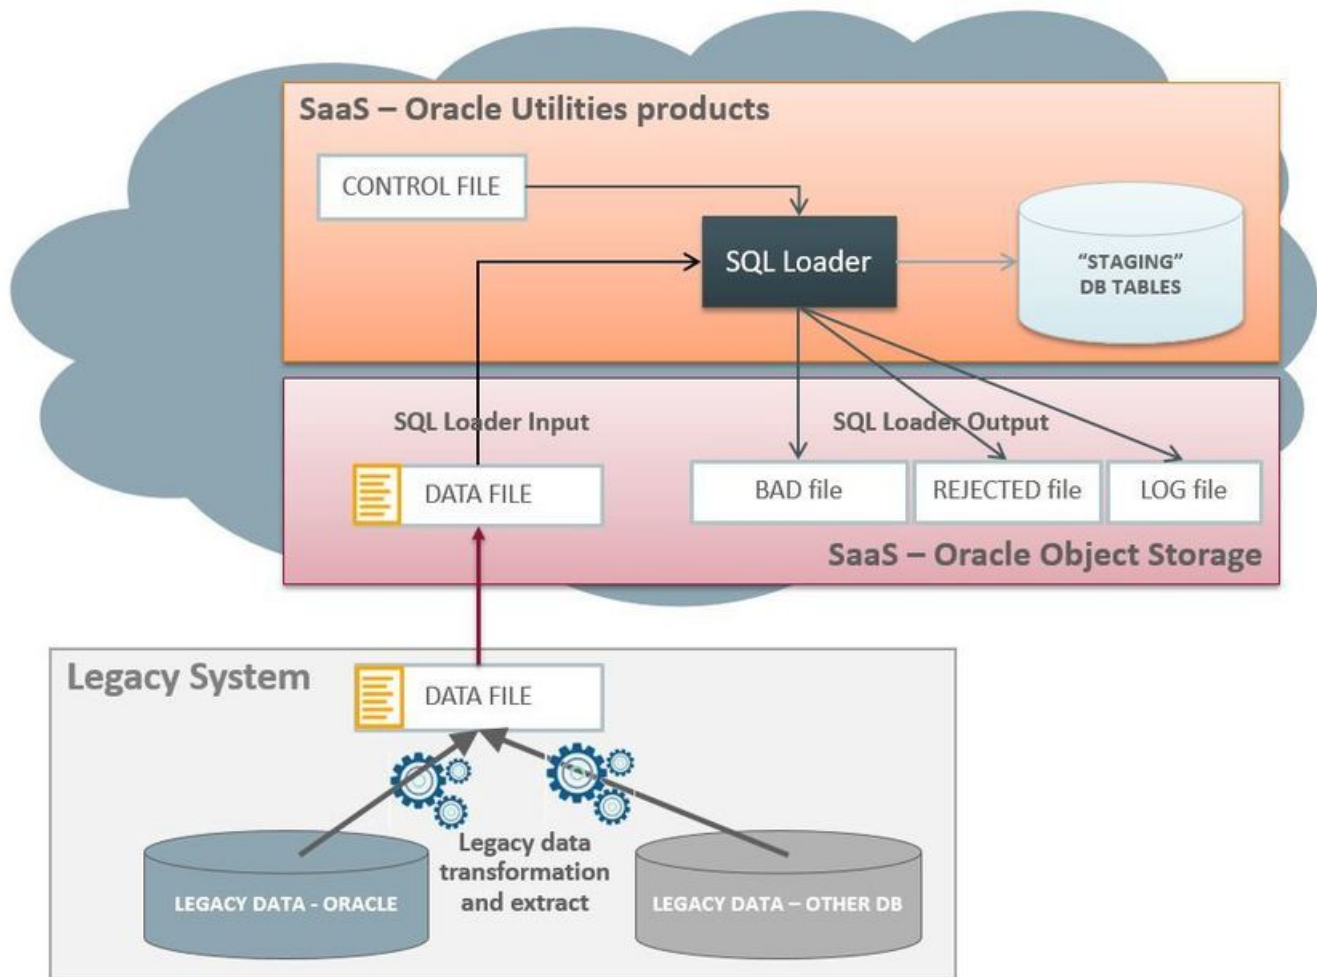 SaaS – Oracle Utilities products
CONTROL FILE
SQL Loader
“STAGING”
DB TABLES
SQL Loader Input
SQL Loader Output
DATA FILE
BAD file
REJECTED file
LOG file
SaaS – Oracle Object Storage
Legacy System
DATA FILE
Legacy data
transformation
and extract
LEGACY DATA - ORACLE
LEGACY DATA – OTHER DB